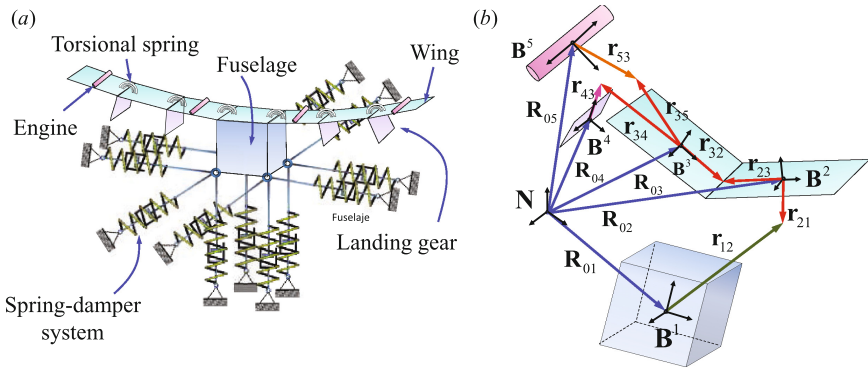 (a)
Torsional spring
Fuselage
Wing
Engine
Fuselaje
Landing gear
Spring-damper
system
(b)
B⁵
r₅₃
r₄₃
r₃₅
R₀₅
r₃₄
B⁴
r₃₂
B³
r₂₃
B²
R₀₄
R₀₃
N
R₀₂
r₂₁
r₁₂
R₀₁
B¹